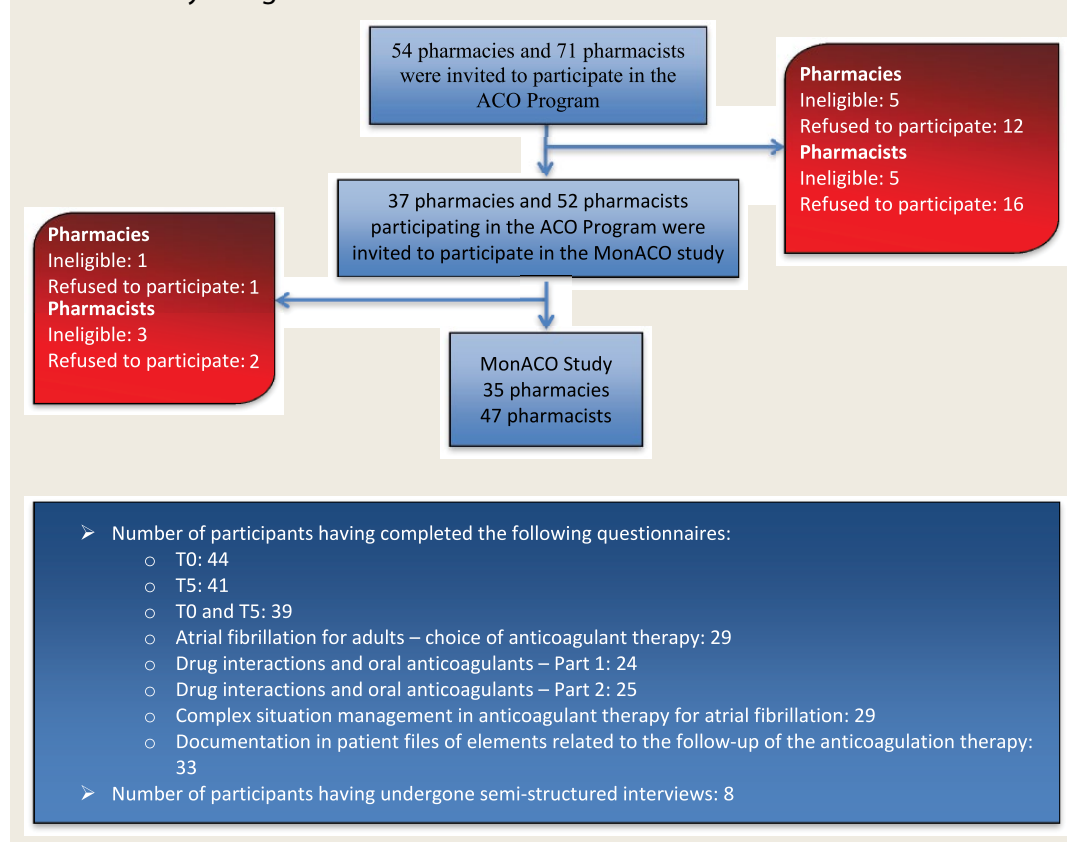 54 pharmacies and 71 pharmacists
were invited to participate in the
ACO Program
Pharmacies
Ineligible: 5
Refused to participate: 12
Pharmacists
Ineligible: 5
Refused to participate: 16
37 pharmacies and 52 pharmacists
participating in the ACO Program were
invited to participate in the MonACO study
Pharmacies
Ineligible: 1
Refused to participate: 1
Pharmacists
Ineligible: 3
Refused to participate: 2
MonACO Study
35 pharmacies
47 pharmacists
➢ Number of participants having completed the following questionnaires:
o T0: 44
o T5: 41
o T0 and T5: 39
o Atrial fibrillation for adults – choice of anticoagulant therapy: 29
o Drug interactions and oral anticoagulants – Part 1: 24
o Drug interactions and oral anticoagulants – Part 2: 25
o Complex situation management in anticoagulant therapy for atrial fibrillation: 29
o Documentation in patient files of elements related to the follow-up of the anticoagulation therapy:
33
➢ Number of participants having undergone semi-structured interviews: 8